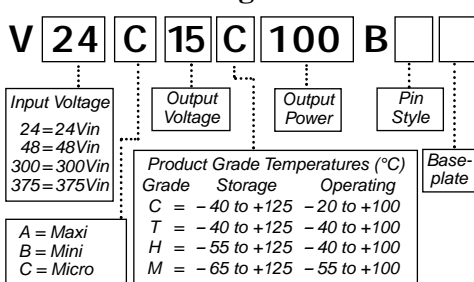 V 24 C 15 C 100 B
Input Voltage
24=24Vin
48=48Vin
300=300Vin
375=375Vin
Output
Voltage
Output
Power
Pin
Style
Base-
plate
Product Grade Temperatures (°C)
Grade Storage Operating
C = – 40 to +125 – 20 to +100
T = – 40 to +125 – 40 to +100
H = – 55 to +125 – 40 to +100
M = – 65 to +125 – 55 to +100
A = Maxi
B = Mini
C = Micro